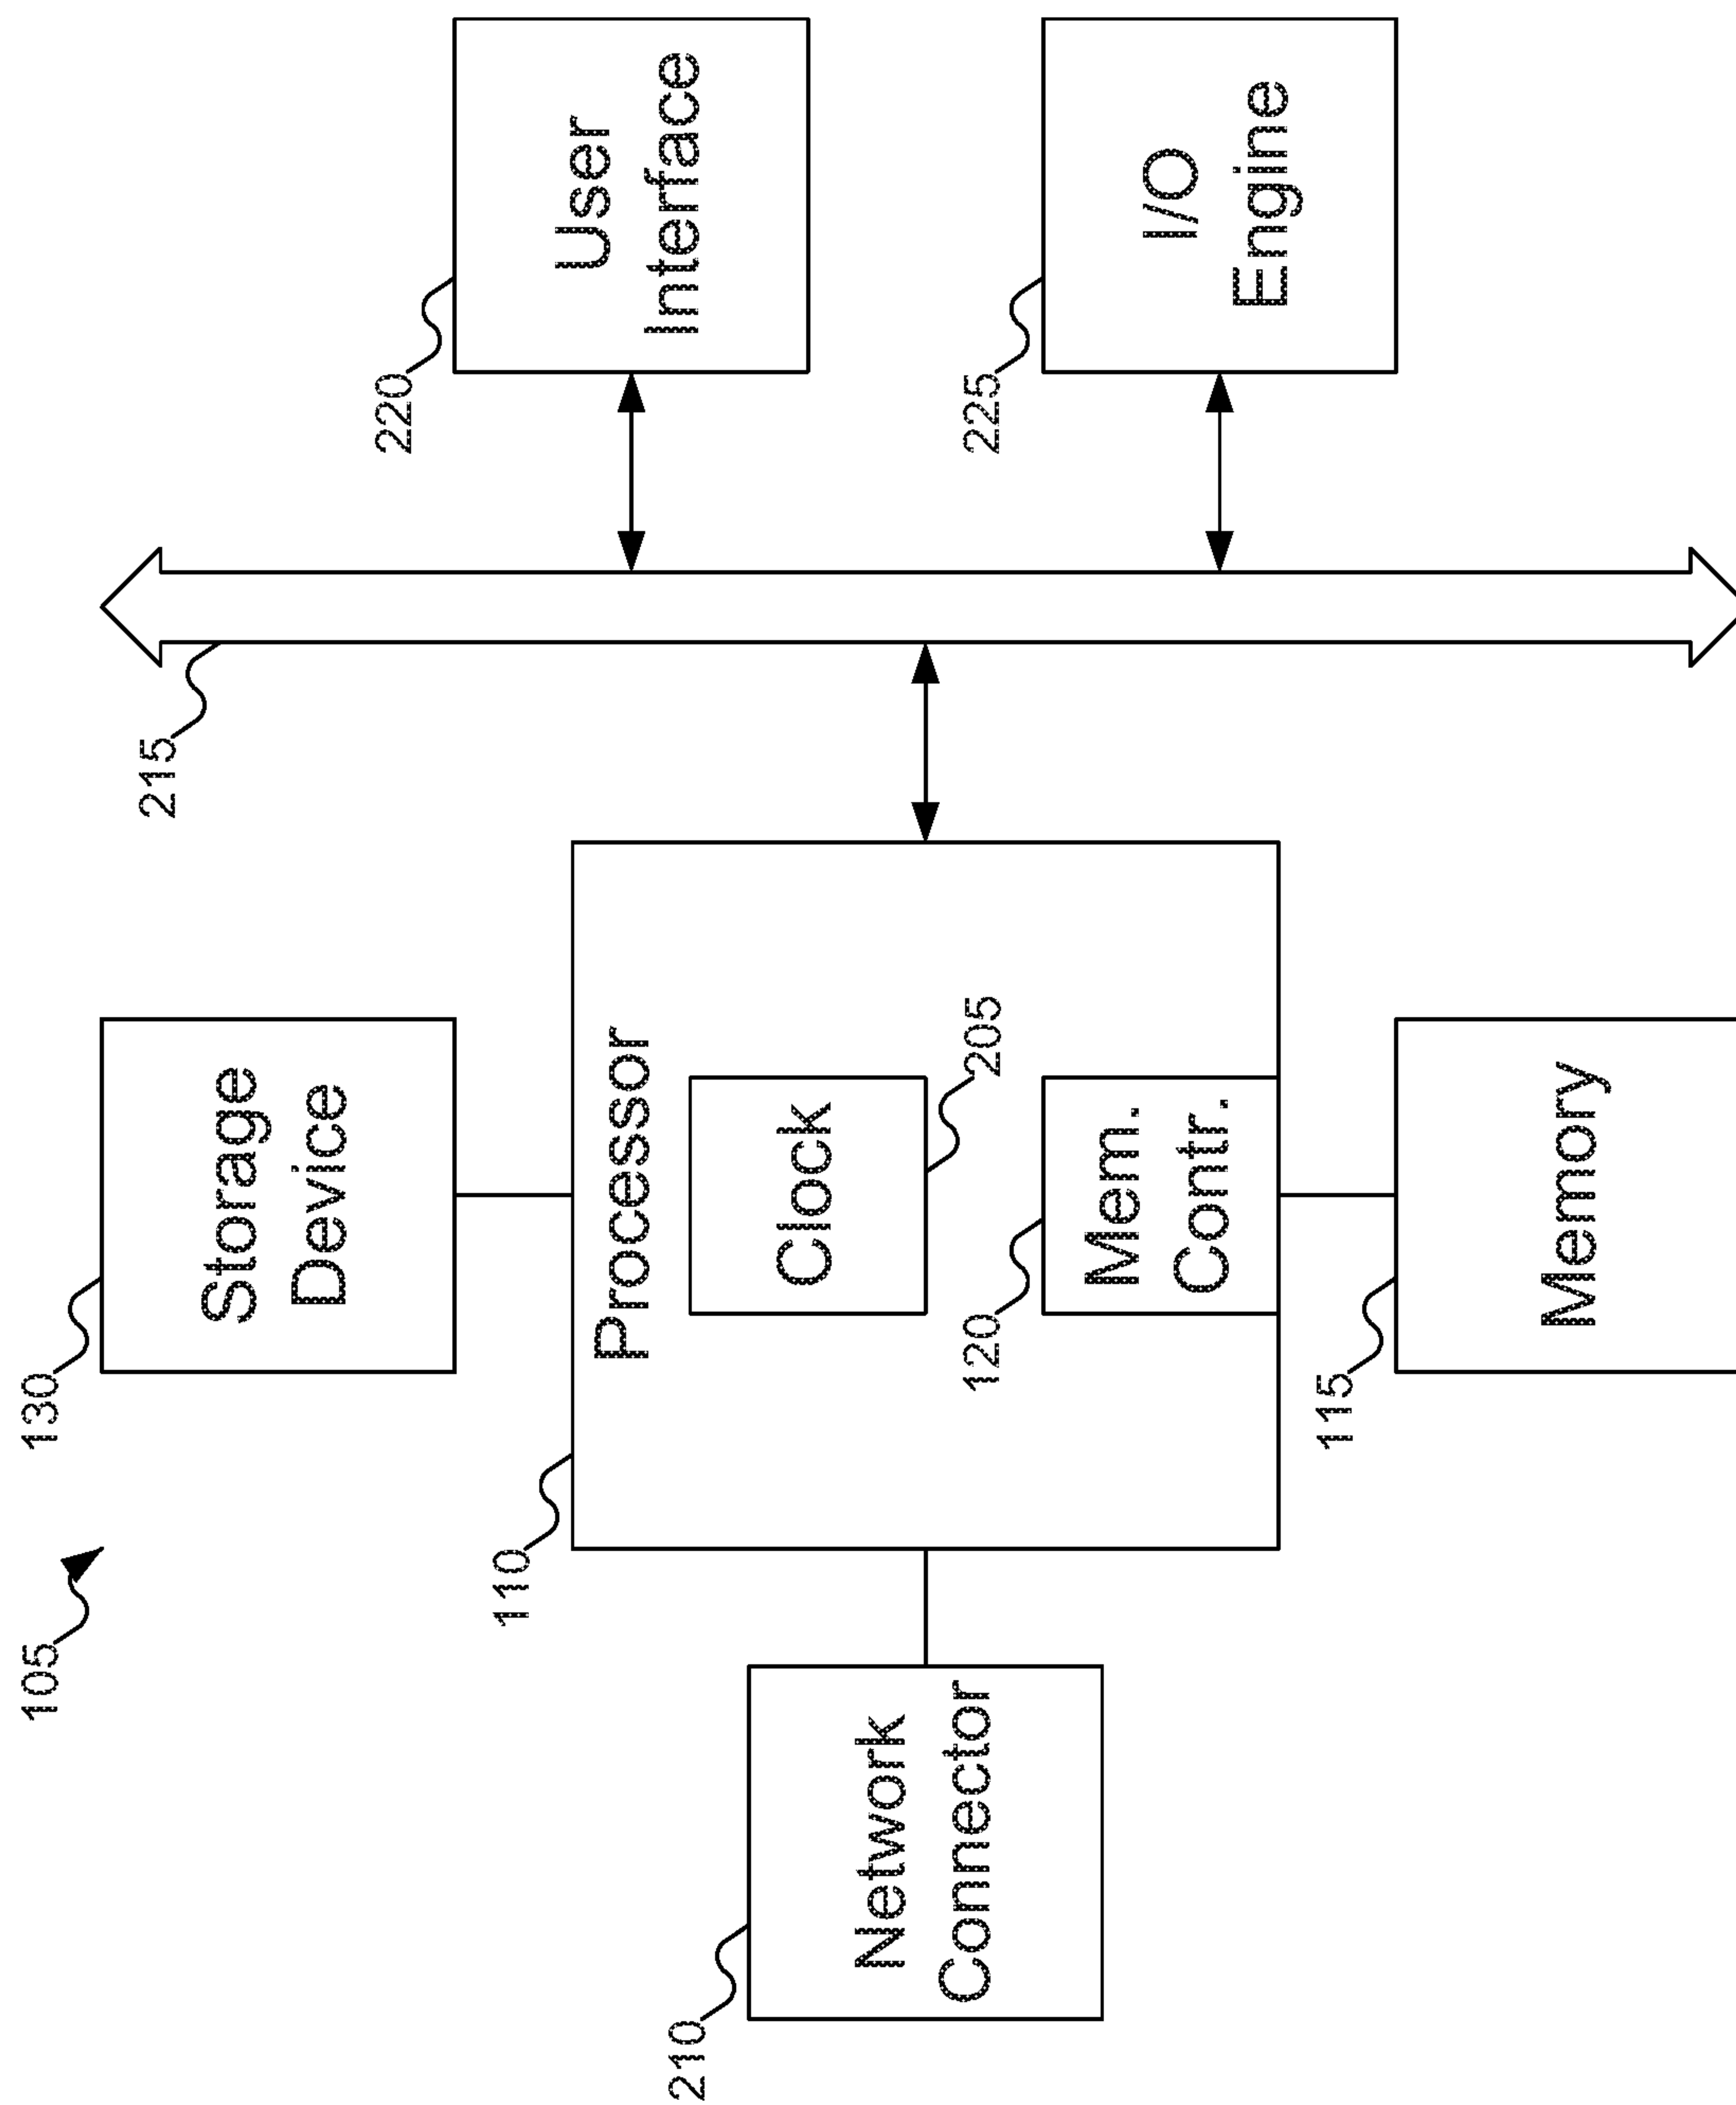 105
130
Storage
Device
215
110
Processor
Clock
205
120
Mem.
Contr.
210
Network
Connector
115
Memory
220
User
Interface
225
I/O
Engine